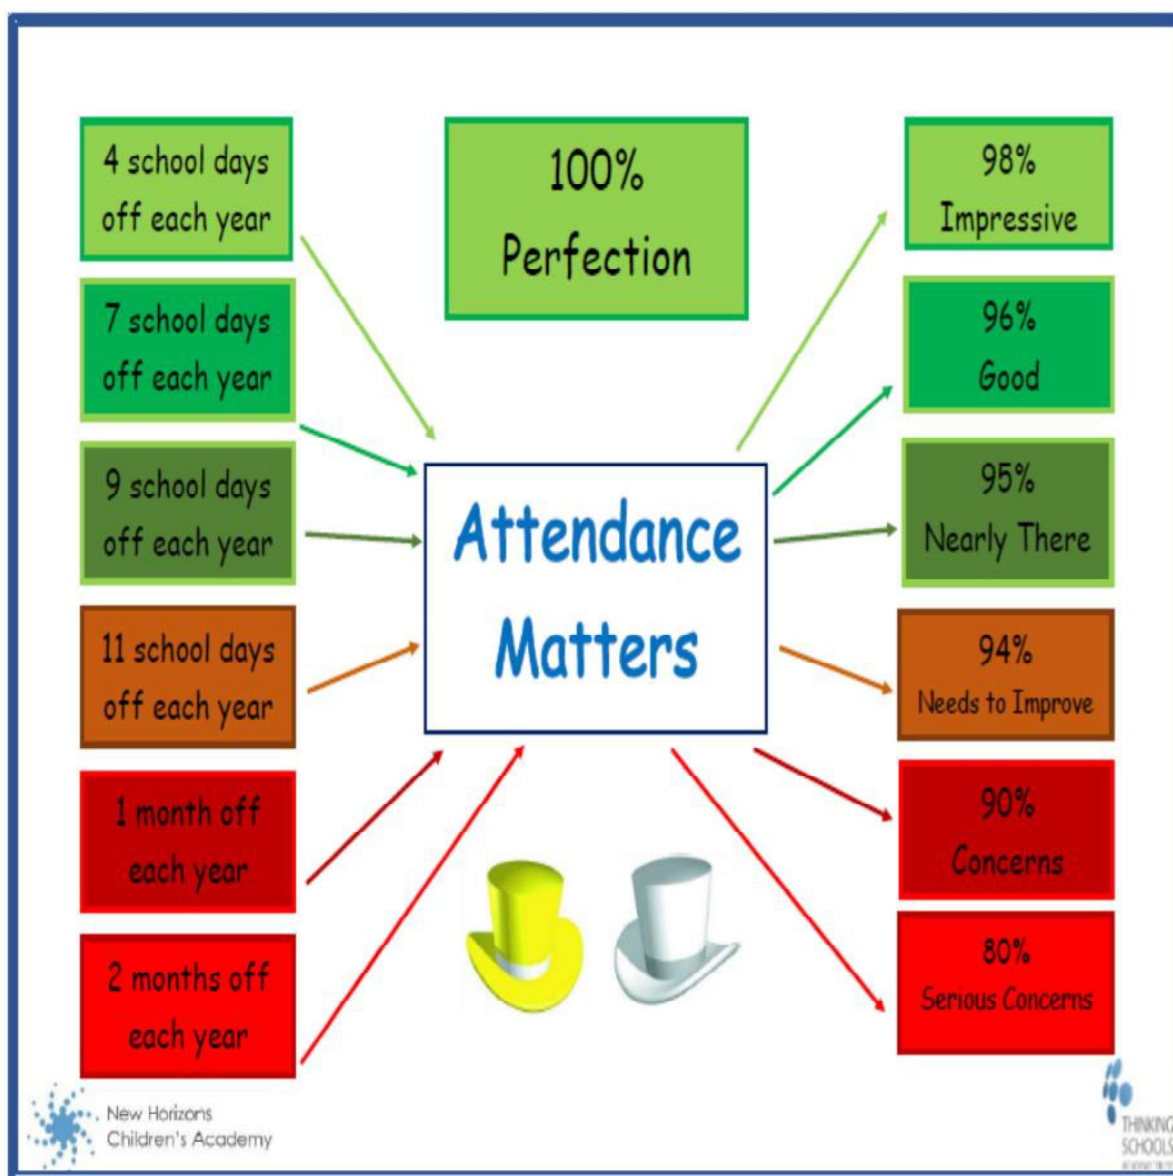 4 school days
off each year
7 school days
off each year
9 school days
off each year
11 school days
off each year
1 month off
each year
2 months off
each year
100%
Perfection
Attendance
Matters
98%
Impressive
96%
Good
95%
Nearly There
94%
Needs to Improve
90%
Concerns
80%
Serious Concerns
New Horizons
Children's Academy
THINKING
SCHOOLS